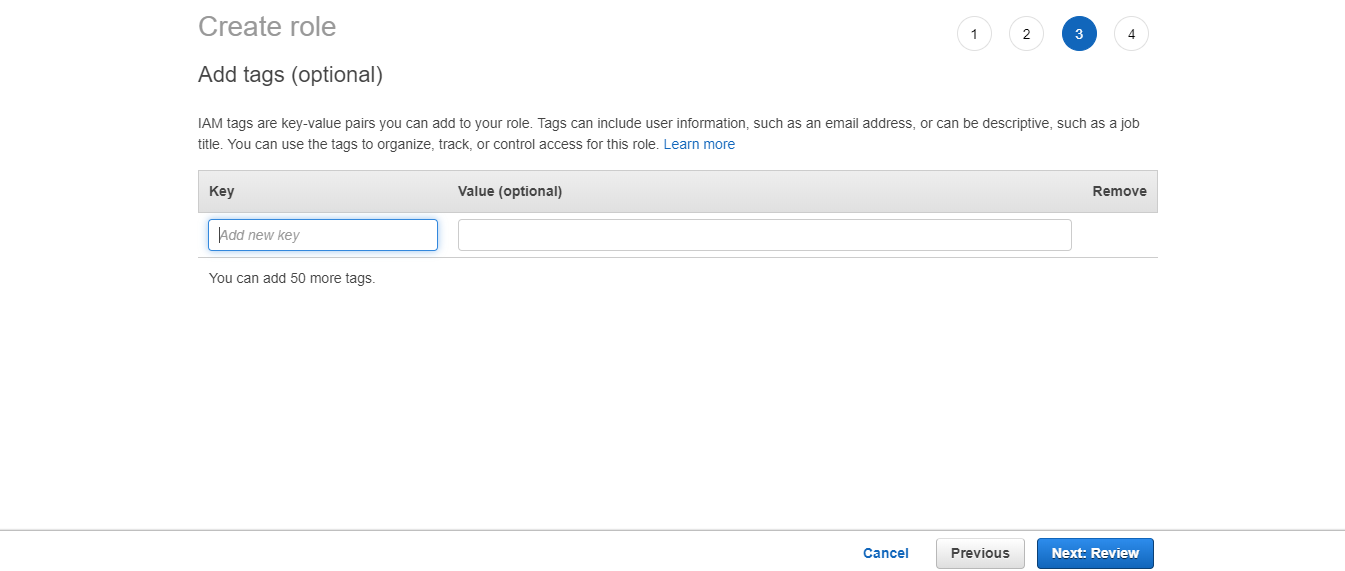 Create role
1 2 3 4
Add tags (optional)
IAM tags are key-value pairs you can add to your role. Tags can include user information, such as an email address, or can be descriptive, such as a job
title. You can use the tags to organize, track, or control access for this role. Learn more
Key Value (optional) Remove
Add new key
You can add 50 more tags.
Cancel Previous Next: Review